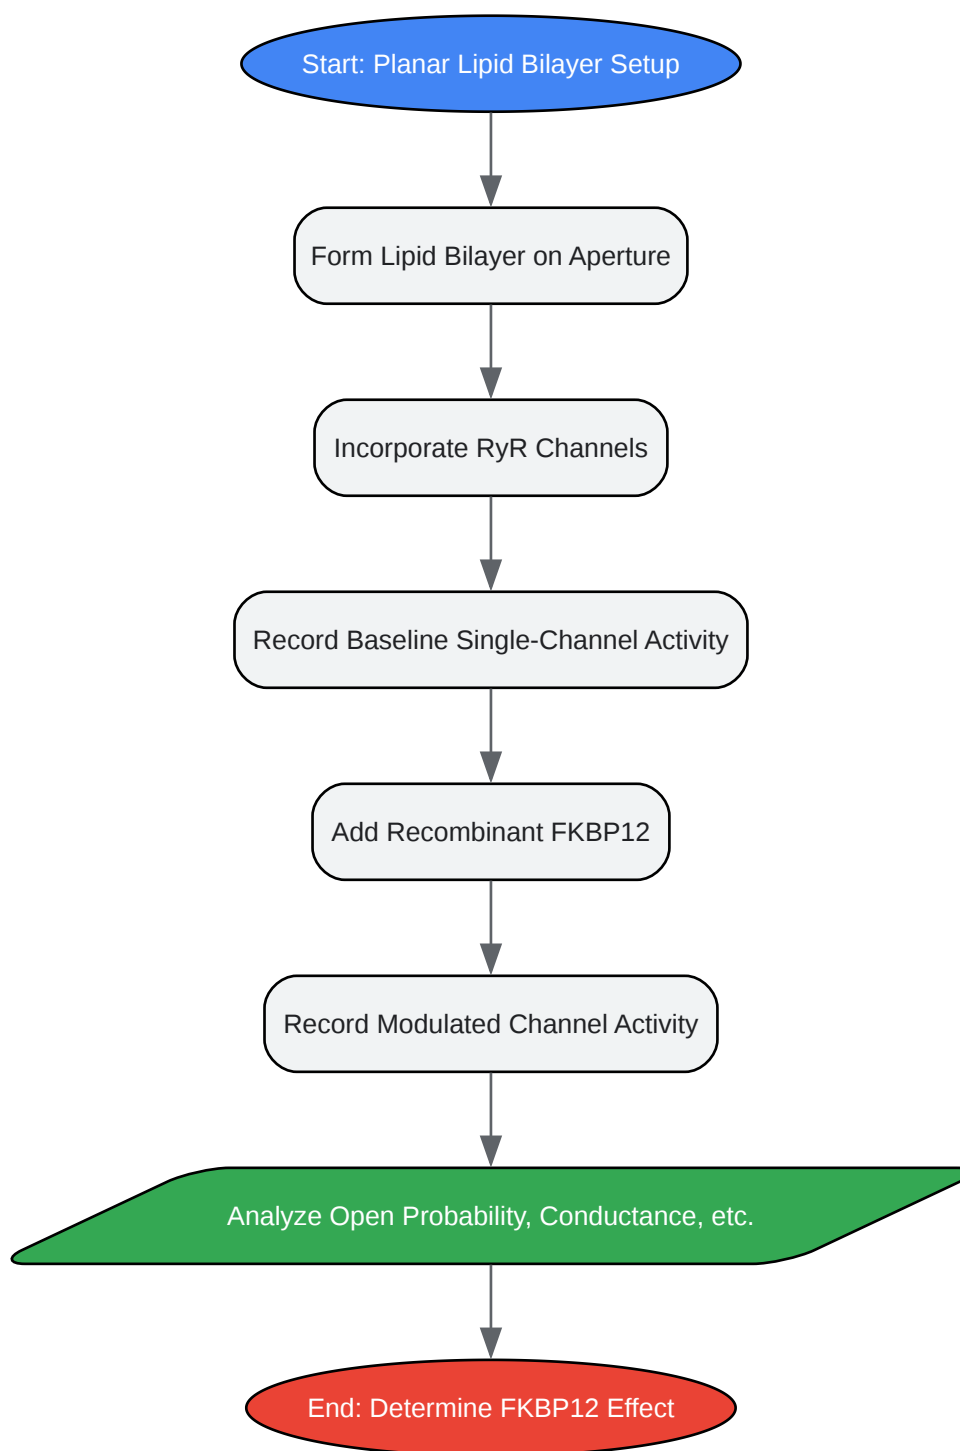 Start: Planar Lipid Bilayer Setup
Form Lipid Bilayer on Aperture
Incorporate RyR Channels
Record Baseline Single-Channel Activity
Add Recombinant FKBP12
Record Modulated Channel Activity
Analyze Open Probability, Conductance, etc.
End: Determine FKBP12 Effect